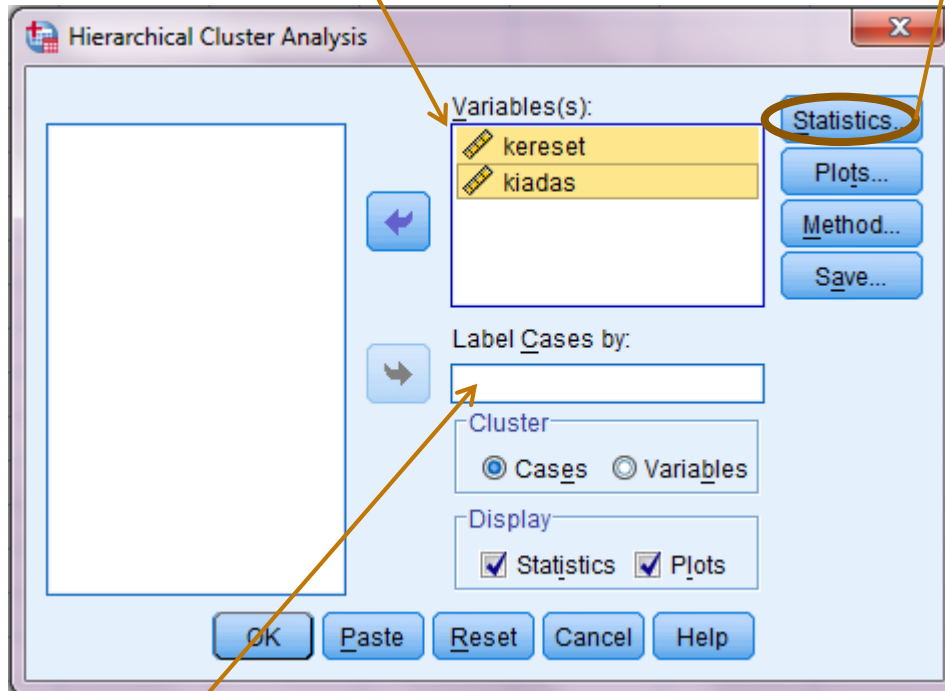 Hierarchical Cluster Analysis
Variables(s):
kereset
kiadas
Statistics...
Plots...
Method...
Save...
Label Cases by:
Cluster
Cases Variables
Display
Statistics Plots
OK Paste Reset Cancel Help